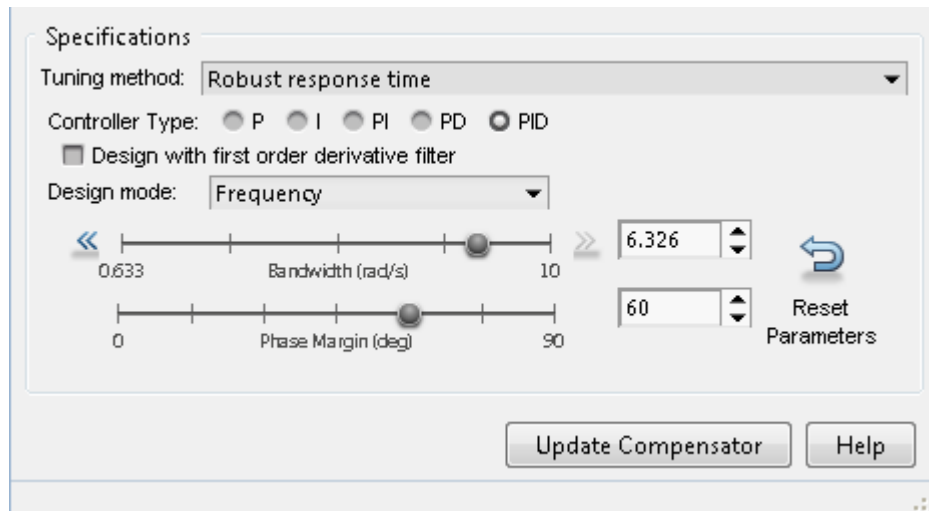 Specifications
Tuning method: Robust response time
Controller Type: P I PI PD PID
Design with first order derivative filter
Design mode: Frequency
6.326
0.633 Bandwidth (rad/s) 10
60
Reset
Parameters
0 Phase Margin (deg) 90
Update Compensator Help